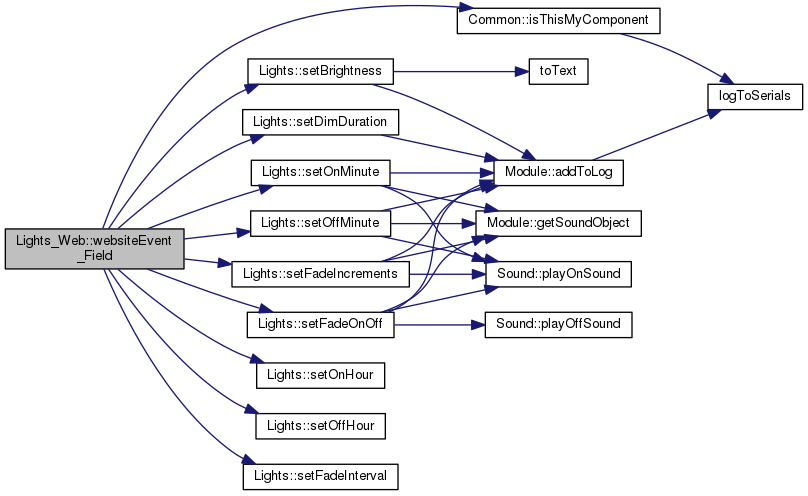 Common::isThisMyComponent
Lights::setBrightness
toText
logToSerials
Lights::setDimDuration
Lights::setOnMinute
Module::addToLog
Lights::setOffMinute
Module::getSoundObject
Lights_Web::websiteEvent
_Field
Lights::setFadeIncrements
Sound::playOnSound
Lights::setFadeOnOff
Sound::playOffSound
Lights::setOnHour
Lights::setOffHour
Lights::setFadeInterval